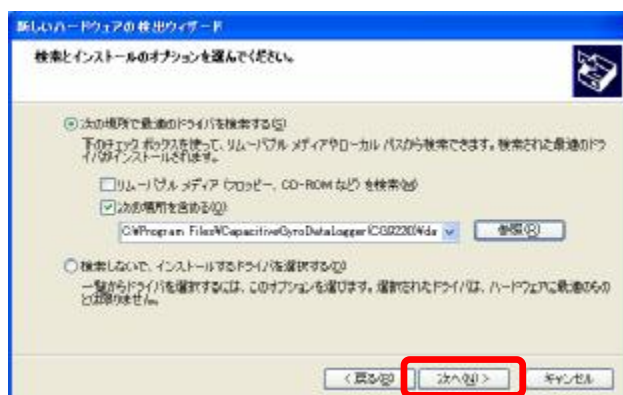 新しいハードウェアの検出ウィザード
検索とインストールのオプションを選んでください。
次の場所で最適のドライバを検索する(S)
下のチェック ボックスを使って、リムーバブル メディアやローカル パスから検索できます。検索された最適のドラ
イバがインストールされます。
リムーバブル メディア (フロッピー、CD-ROM など) を検索(M)
次の場所を含める(O)
C:¥Program Files¥CapacitiveGyroDataLogger
参照(R)
検索しないで、インストールするドライバを選択する(D)
一覧からドライバを選択するには、このオプションを選びます。選択されたドライバは、ハードウェアに最適のもの
とは限りません。
< 戻る(B)
次へ(N) >
キャンセル